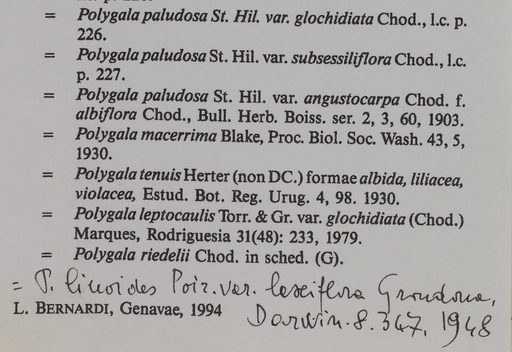 = Polygala paludosa St. Hil. var. glochidiata Chod., l.c. p.
226.
= Polygala paludosa St. Hil. var. subsessiliflora Chod., l.c.
p. 227.
= Polygala paludosa St. Hil. var. angustocarpa Chod. f.
albiflora Chod., Bull. Herb. Boiss. ser. 2, 3, 60, 1903.
= Polygala macerrima Blake, Proc. Biol. Soc. Wash. 43, 5,
1930.
= Polygala tenuis Herter (non DC.) formae albida, liliacea,
violacea, Estud. Bot. Reg. Urug. 4, 98. 1930.
= Polygala leptocaulis Torr. & Gr. var. glochidiata (Chod.)
Marques, Rodriguesia 31(48): 233, 1979.
= Polygala riedelii Chod. in sched. (G).
= P. linoides Poir. var. laxiflora Grondona,
L. BERNARDI, Genavae, 1994
Darwin. 8. 347, 1948